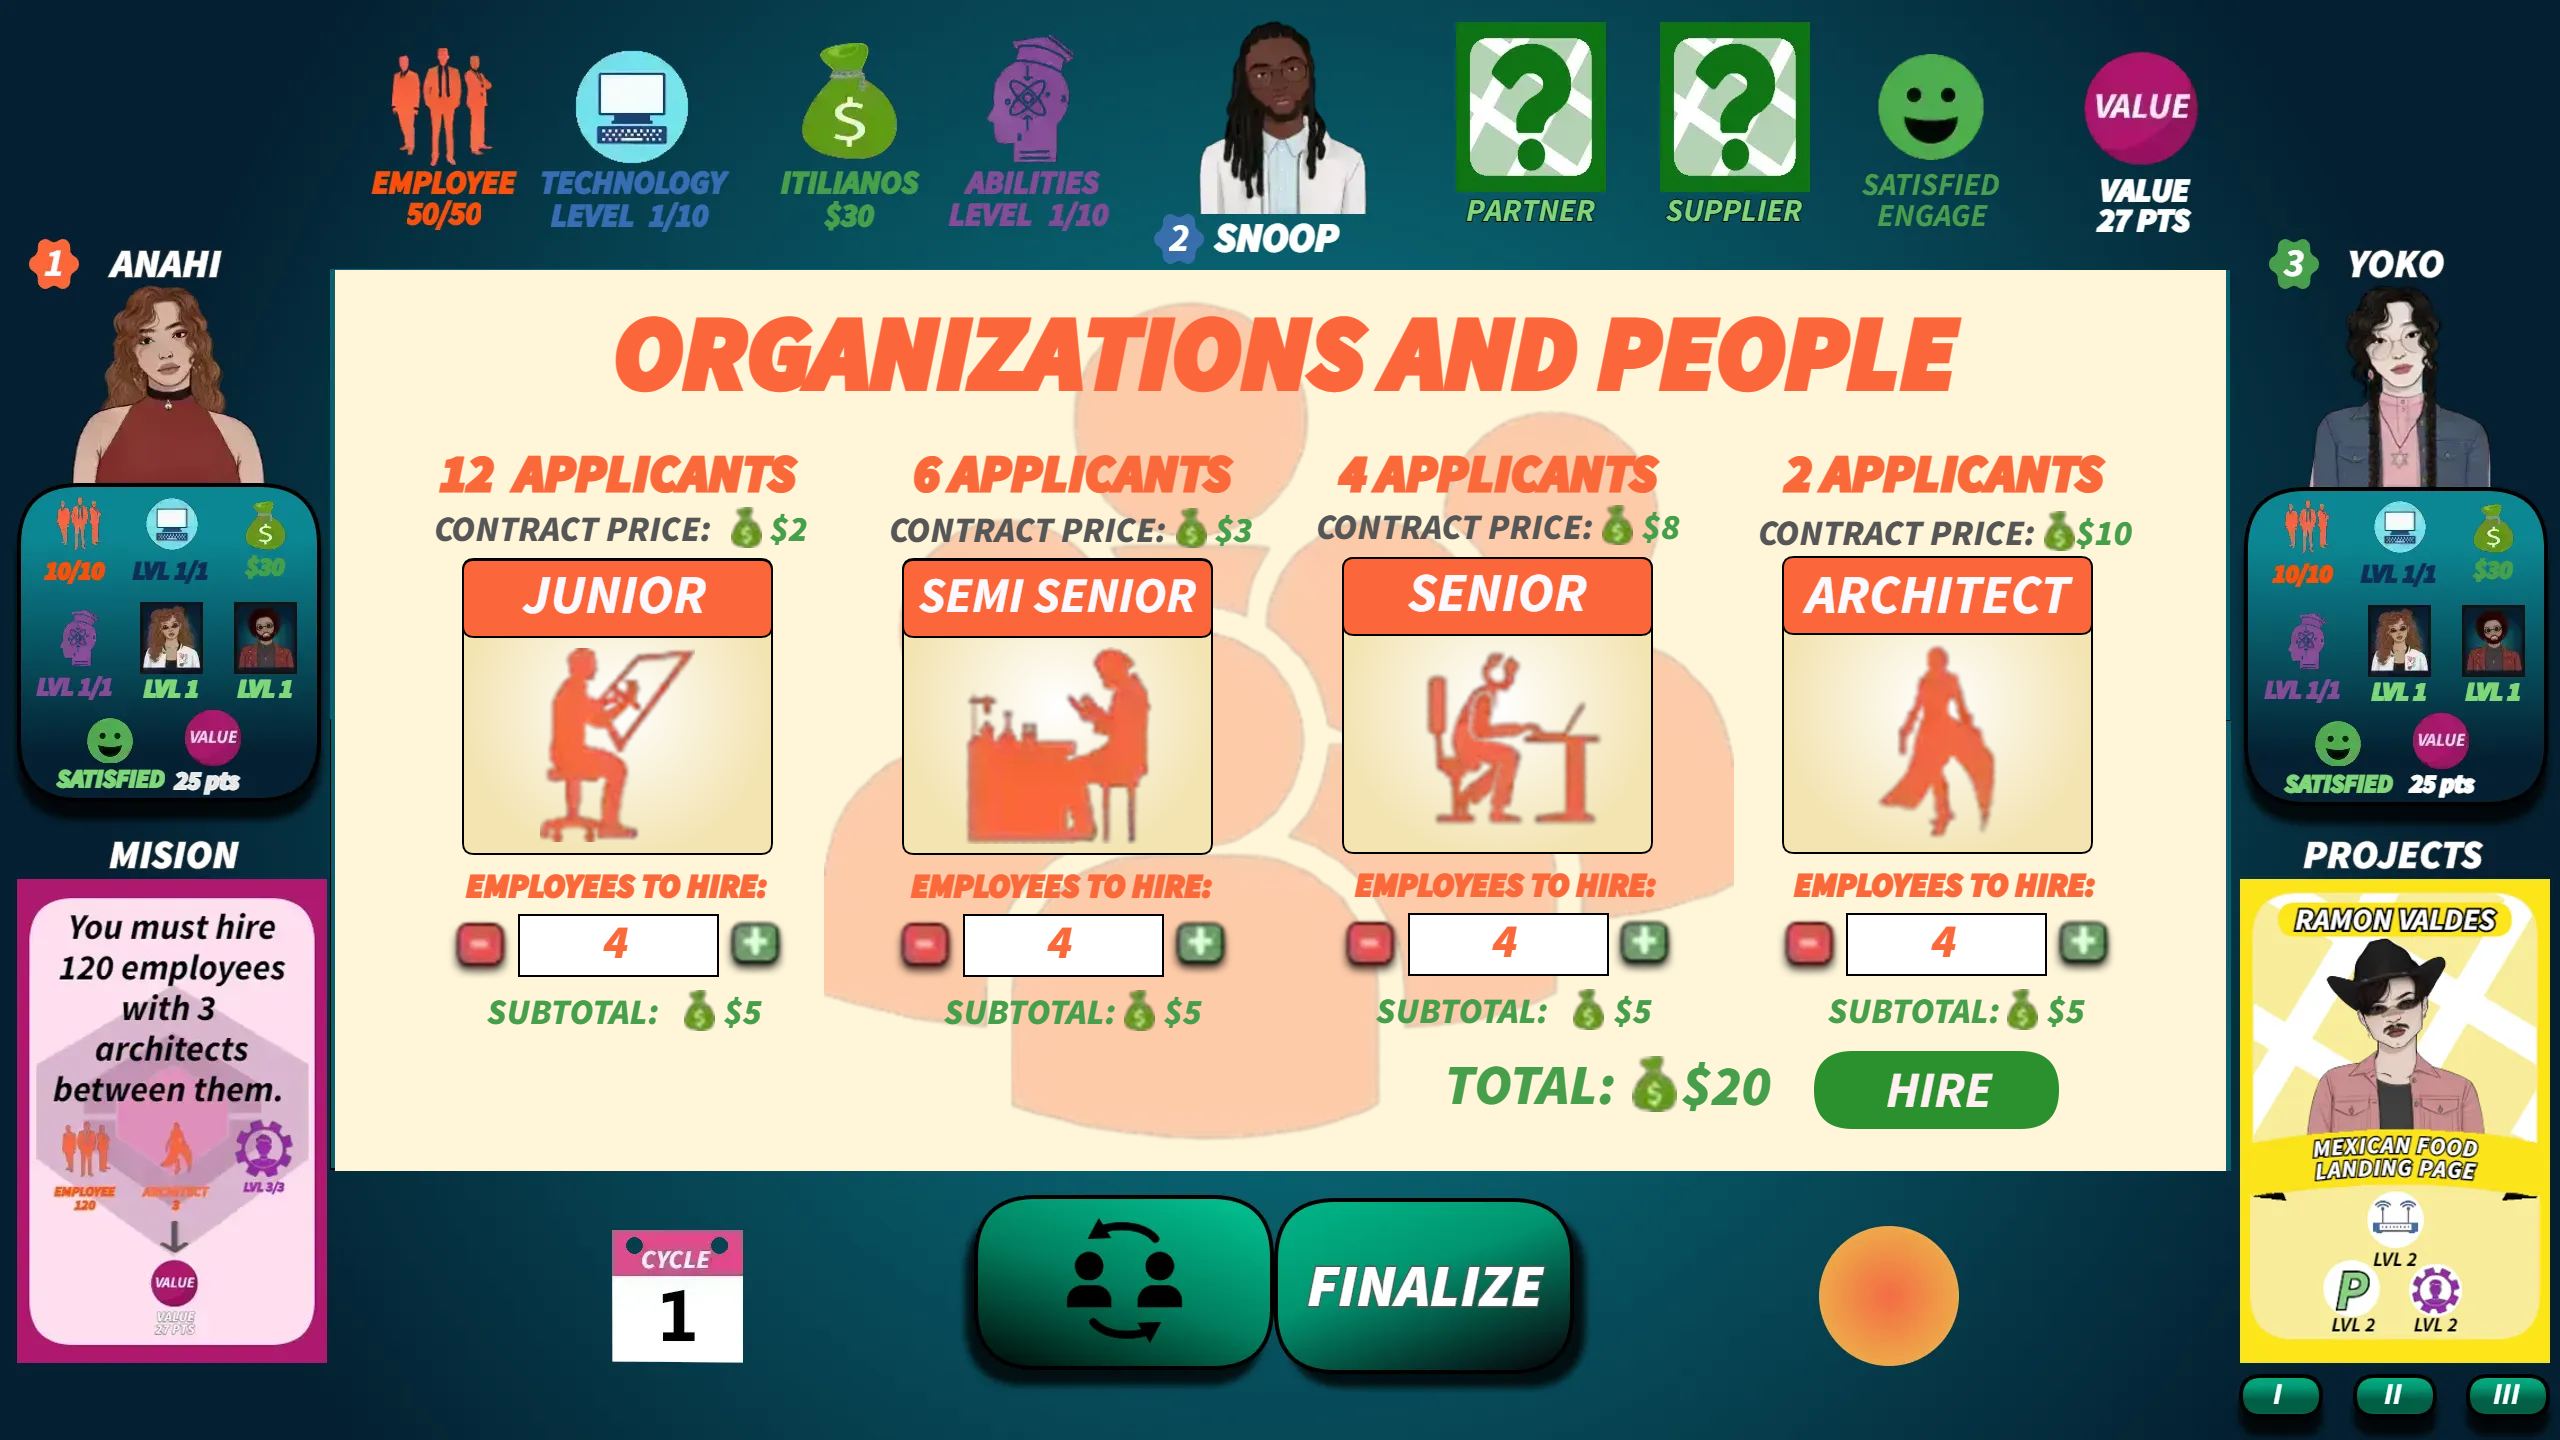 EMPLOYEE
50/50
TECHNOLOGY
LEVEL 1/10
$
ITILIANOS
$30
ABILITIES
LEVEL 1/10
2 SNOOP
?
PARTNER
?
SUPPLIER
SATISFIED
ENGAGE
VALUE
VALUE
27 PTS
1 ANAHI
$
10/10
LVL 1/1
$30
LVL 1/1
LVL 1
LVL 1
VALUE
SATISFIED
25 pts
3 YOKO
$
10/10
LVL 1/1
$30
LVL 1/1
LVL 1
LVL 1
VALUE
SATISFIED
25 pts
ORGANIZATIONS AND PEOPLE
12 APPLICANTS
CONTRACT PRICE: $ $2
JUNIOR
EMPLOYEES TO HIRE:
- 4 +
SUBTOTAL: $ $5
6 APPLICANTS
CONTRACT PRICE: $ $3
SEMI SENIOR
EMPLOYEES TO HIRE:
- 4 +
SUBTOTAL: $ $5
4 APPLICANTS
CONTRACT PRICE: $ $8
SENIOR
EMPLOYEES TO HIRE:
- 4 +
SUBTOTAL: $ $5
2 APPLICANTS
CONTRACT PRICE: $ $10
ARCHITECT
EMPLOYEES TO HIRE:
- 4 +
SUBTOTAL: $ $5
TOTAL: $ $20
HIRE
MISION
You must hire
120 employees
with 3
architects
between them.
EMPLOYEE
120
ARCHITECT
3
LVL 3/3
VALUE
VALUE
27 PTS
CYCLE
1
FINALIZE
PROJECTS
RAMON VALDES
MEXICAN FOOD
LANDING PAGE
LVL 2
P
LVL 2
LVL 2
I
II
III